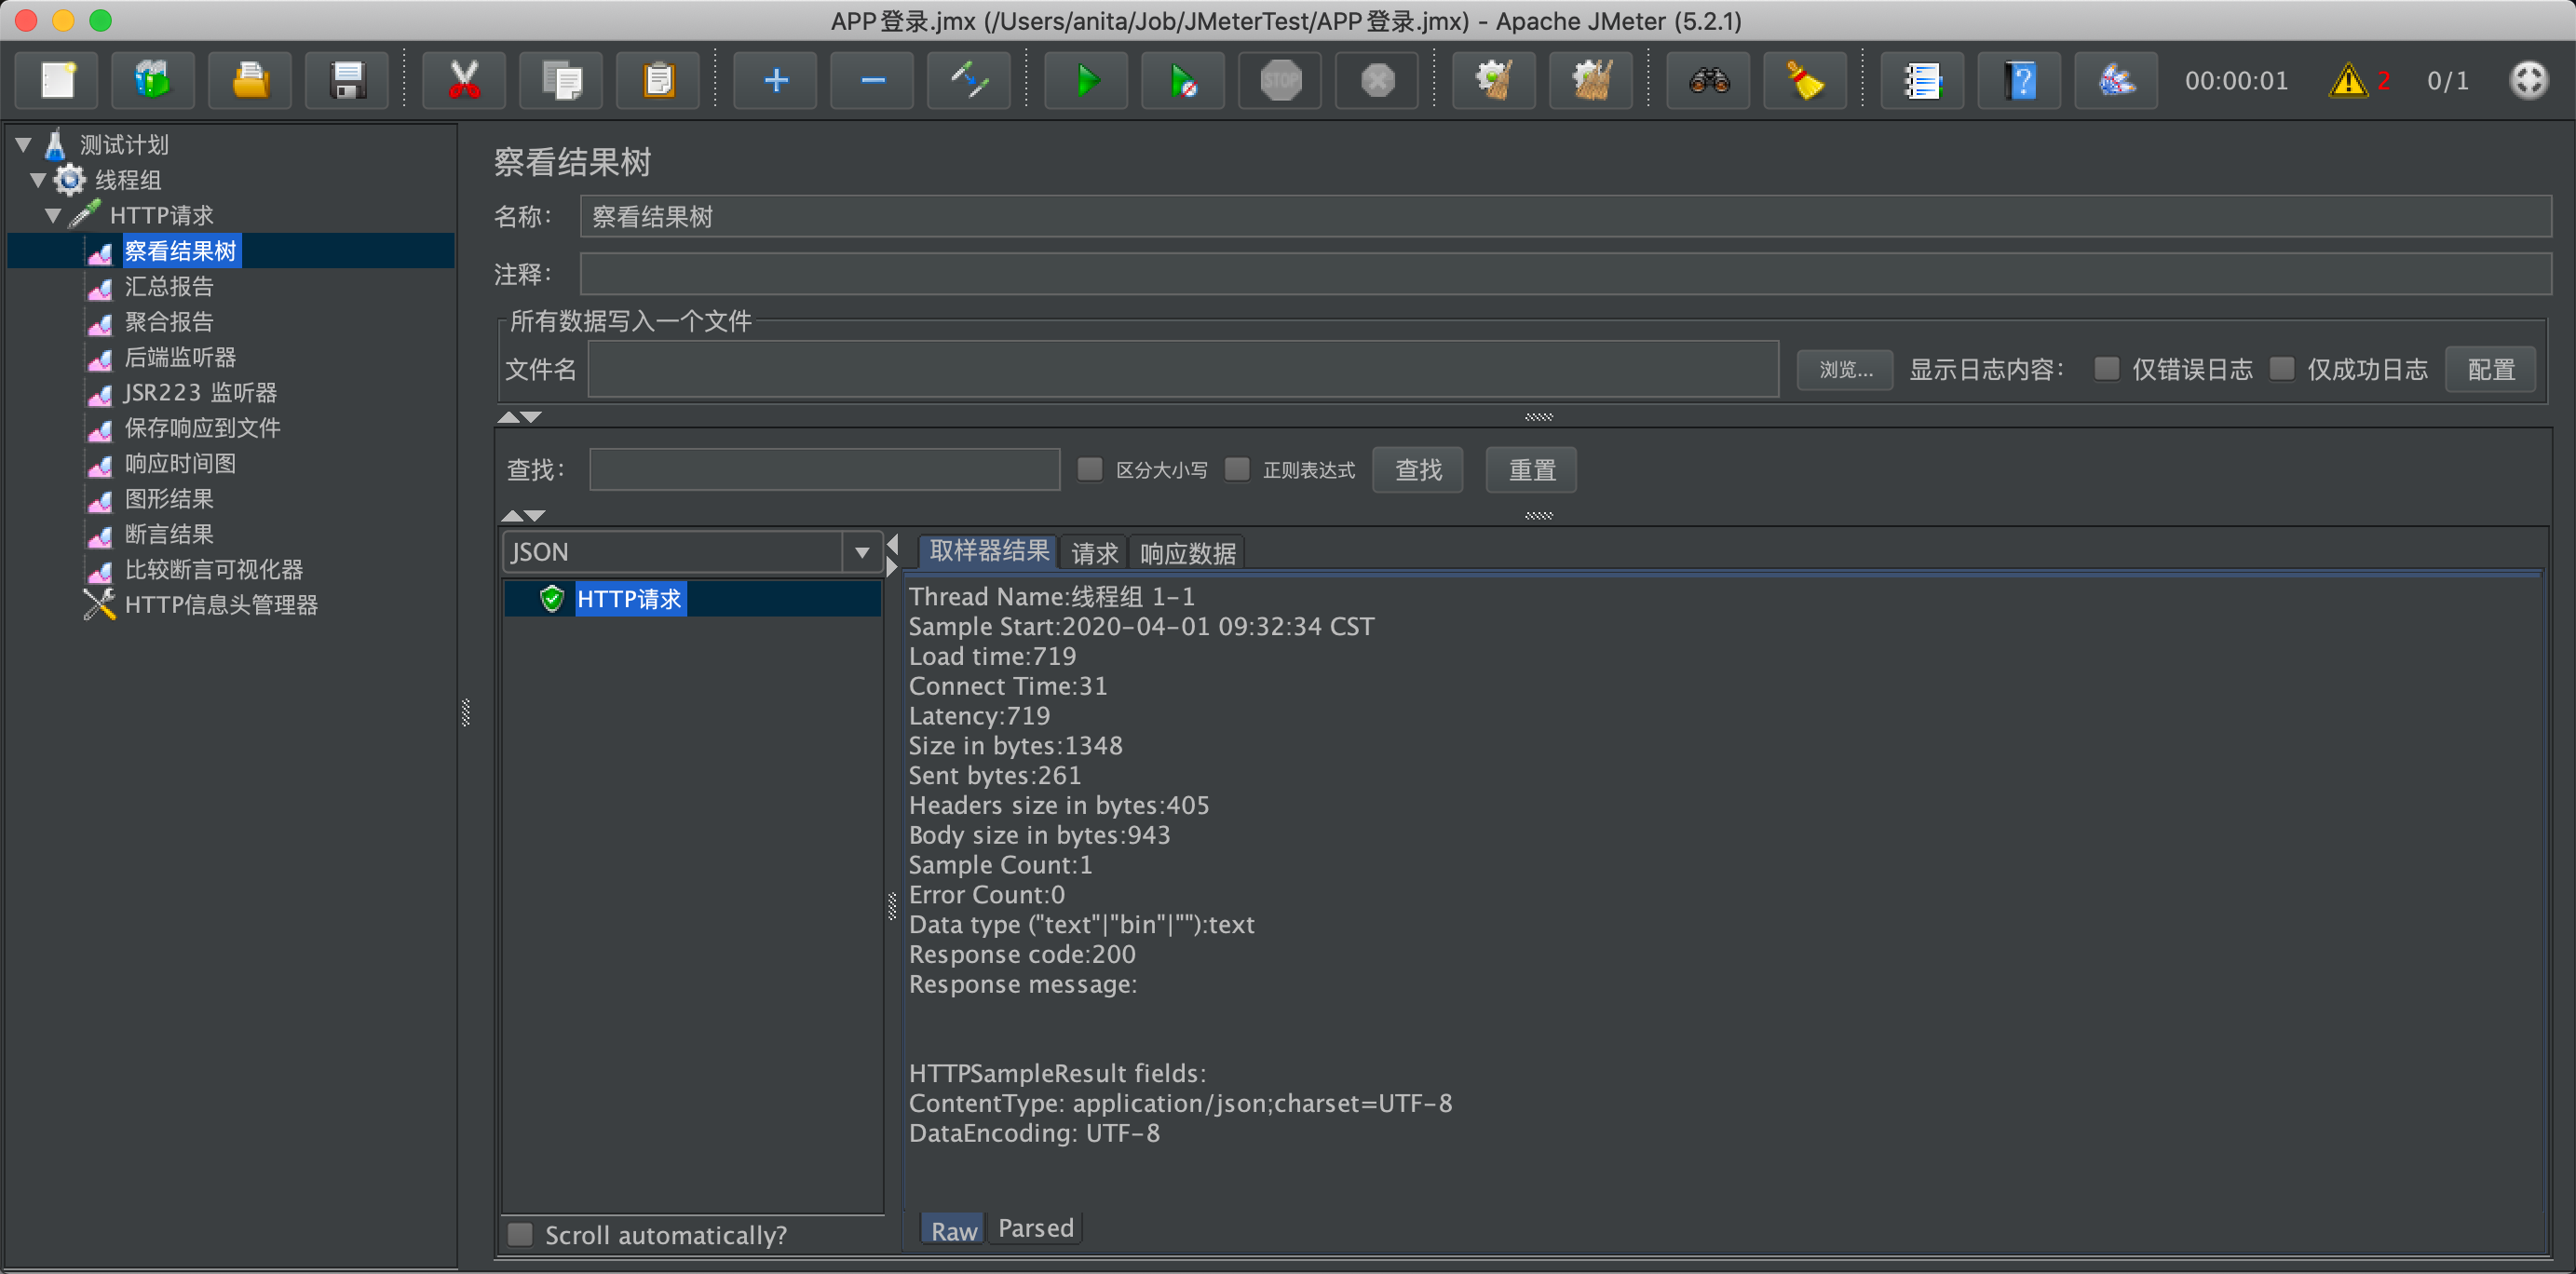 APP登录.jmx (/Users/anita/Job/JMeterTest/APP登录.jmx) - Apache JMeter (5.2.1)
STOP
00:00:01
2
0/1
测试计划
线程组
HTTP请求
察看结果树
汇总报告
聚合报告
后端监听器
JSR223 监听器
保存响应到文件
响应时间图
图形结果
断言结果
比较断言可视化器
HTTP信息头管理器
察看结果树
名称： 察看结果树
注释：
所有数据写入一个文件
文件名 浏览... 显示日志内容： 仅错误日志 仅成功日志 配置
查找： 区分大小写 正则表达式 查找 重置
JSON
HTTP请求
Scroll automatically?
取样器结果 请求 响应数据
Thread Name:线程组 1-1
Sample Start:2020-04-01 09:32:34 CST
Load time:719
Connect Time:31
Latency:719
Size in bytes:1348
Sent bytes:261
Headers size in bytes:405
Body size in bytes:943
Sample Count:1
Error Count:0
Data type ("text"|"bin"|""):text
Response code:200
Response message:
HTTPSampleResult fields:
ContentType: application/json;charset=UTF-8
DataEncoding: UTF-8
Raw Parsed